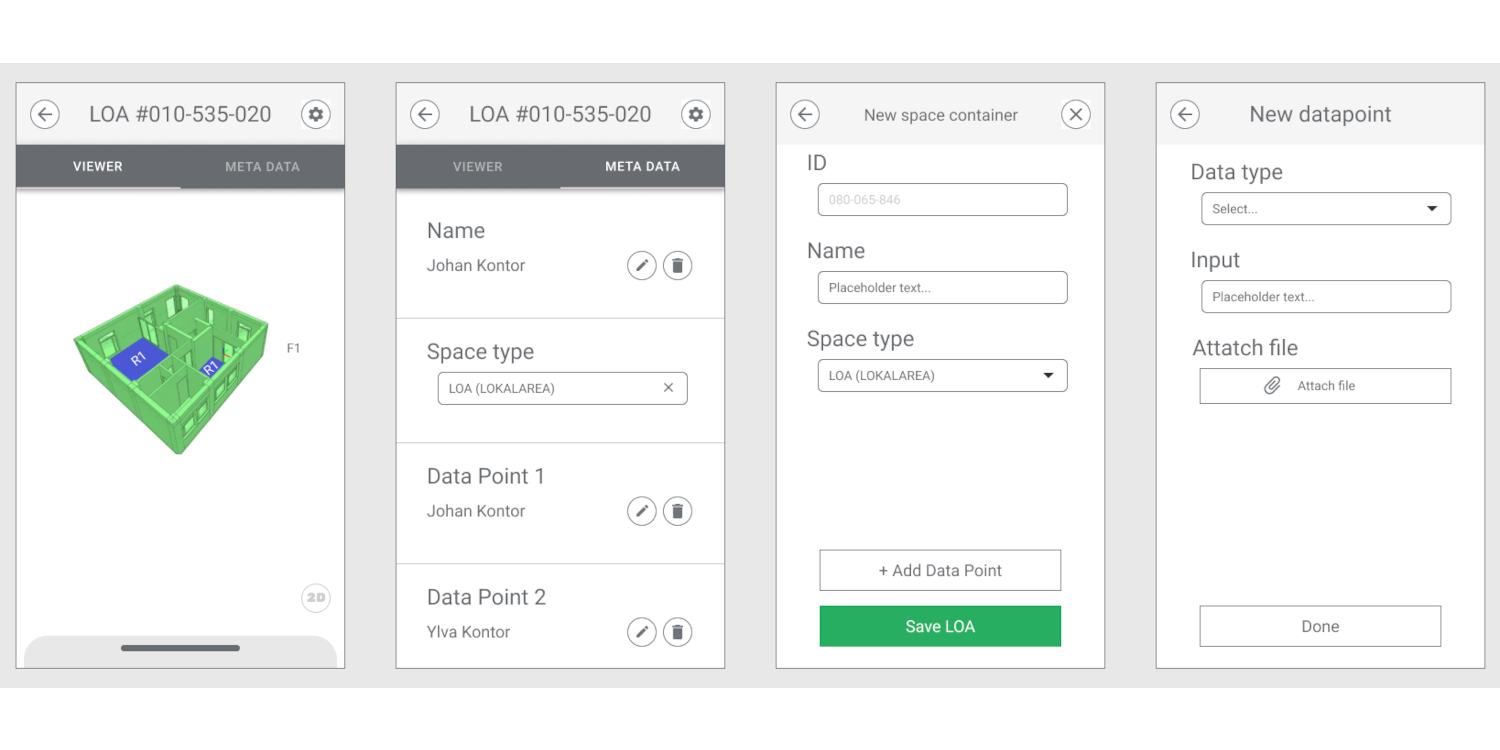 LOA #010-535-020
VIEWER
META DATA
R1
R1
F1
2D
LOA #010-535-020
VIEWER
META DATA
Name
Johan Kontor
Space type
LOA (LOKALAREA)
Data Point 1
Johan Kontor
Data Point 2
Ylva Kontor
New space container
ID
080-065-846
Name
Placeholder text...
Space type
LOA (LOKALAREA)
+ Add Data Point
Save LOA
New datapoint
Data type
Select...
Input
Placeholder text...
Attatch file
Attach file
Done